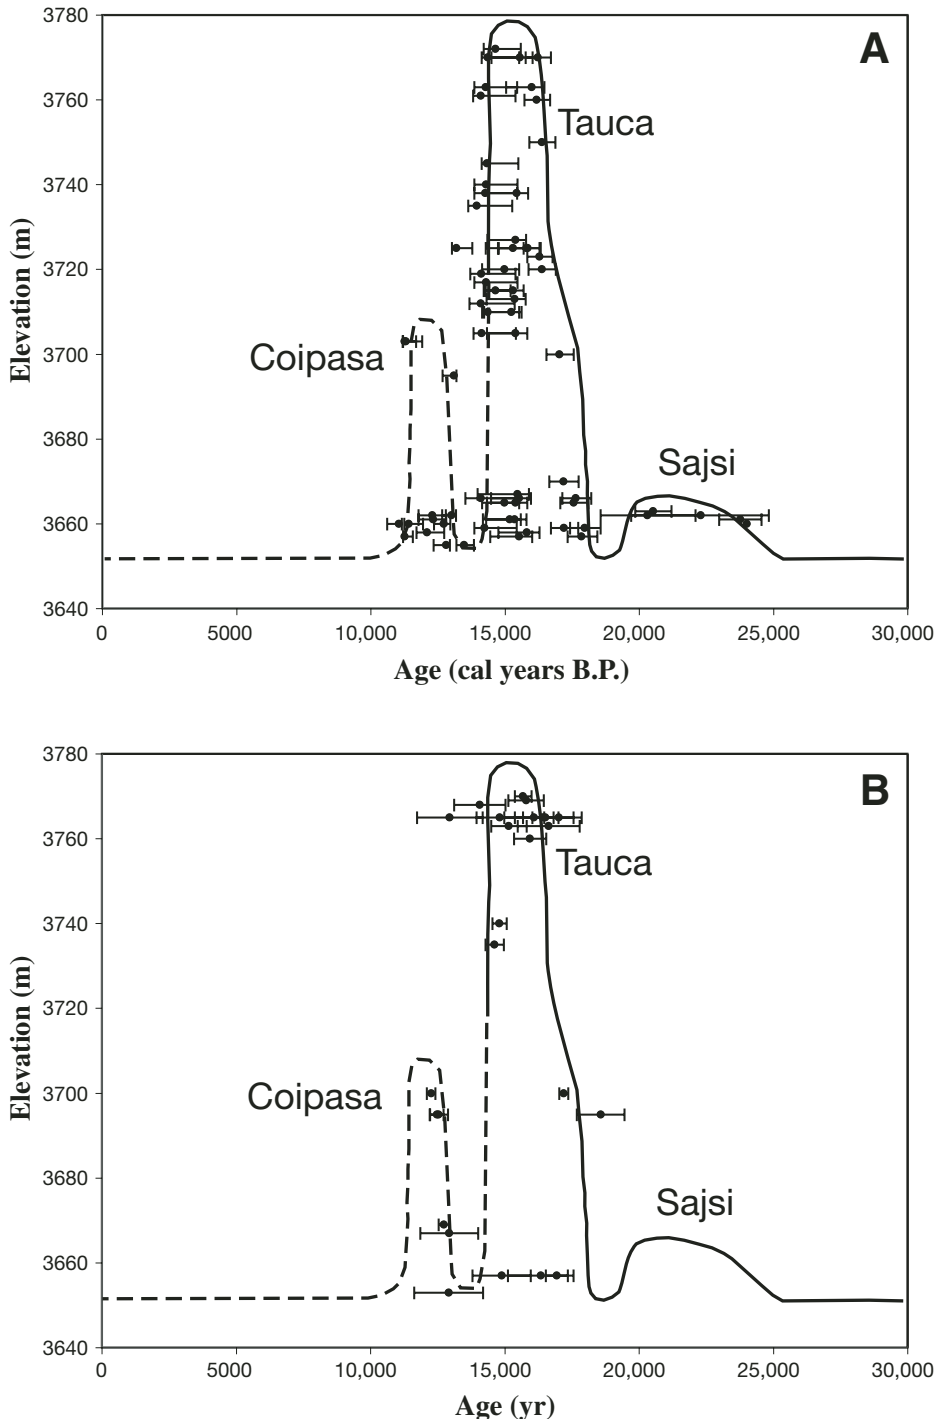 3780
A
3760
Tauca
3740
3720
Elevation (m)
3700
Coipasa
3680
Sajsi
3660
3640
0 5000 10,000 15,000 20,000 25,000 30,000
Age (cal years B.P.)
3780
B
3760
Tauca
3740
3720
Elevation (m)
3700
Coipasa
3680
Sajsi
3660
3640
0 5000 10,000 15,000 20,000 25,000 30,000
Age (yr)